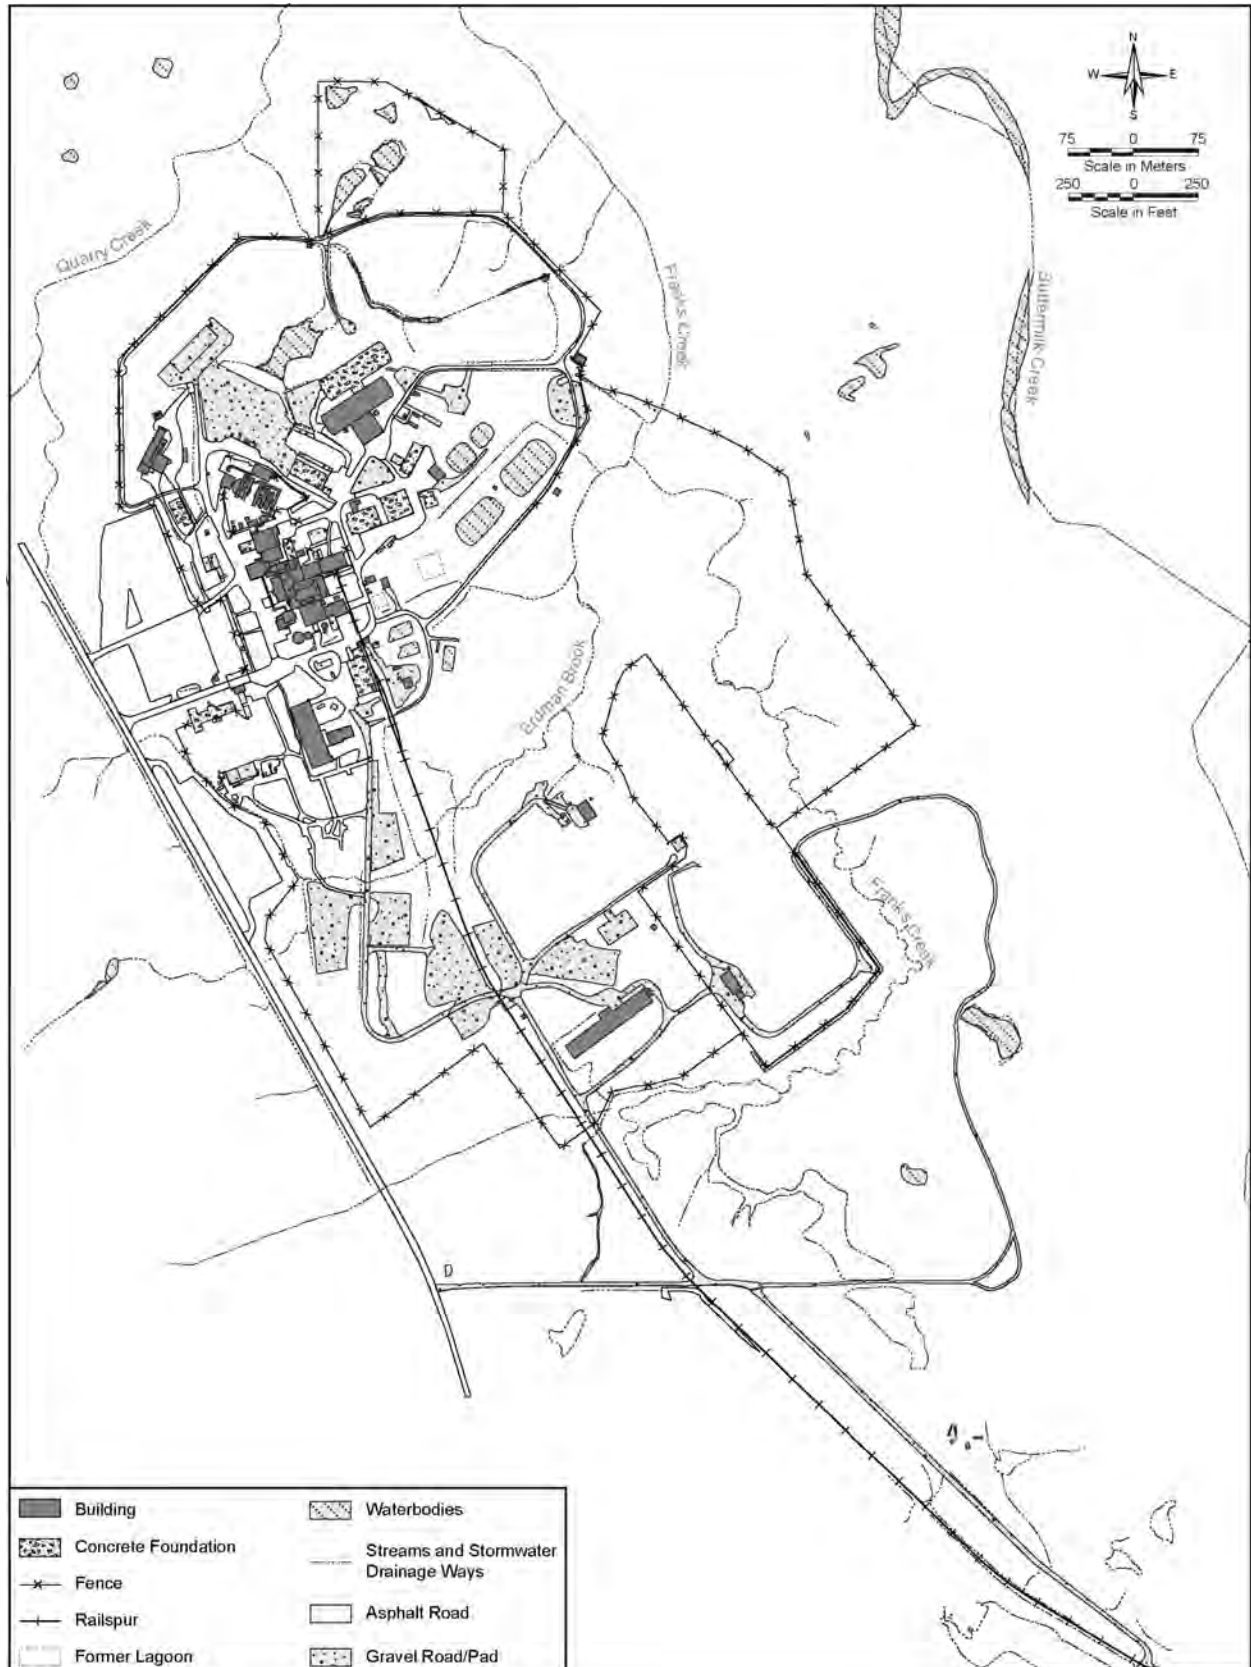 N
W E
S
75 0 75
Scale in Meters
250 0 250
Scale in Feet
Quarry Creek
Franks Creek
Buttermilk Creek
Erdman Brook
Franks Creek
D
Building
Concrete Foundation
Fence
Railspur
Former Lagoon
Waterbodies
Streams and Stormwater
Drainage Ways
Asphalt Road
Gravel Road/Pad